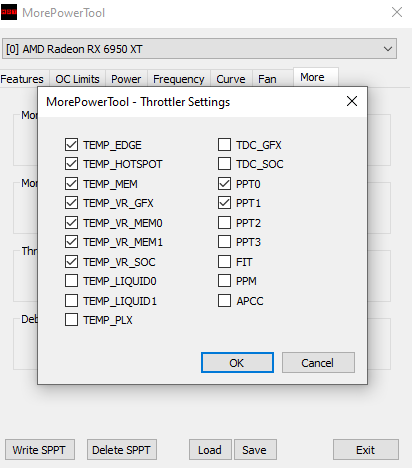 MorePowerTool
[0] AMD Radeon RX 6950 XT
Features OC Limits Power Frequency Curve Fan More
MorePowerTool - Throttler Settings
Mor
Mor
Thr
Deb
TEMP_EDGE
TEMP_HOTSPOT
TEMP_MEM
TEMP_VR_GFX
TEMP_VR_MEM0
TEMP_VR_MEM1
TEMP_VR_SOC
TEMP_LIQUID0
TEMP_LIQUID1
TEMP_PLX
TDC_GFX
TDC_SOC
PPT0
PPT1
PPT2
PPT3
FIT
PPM
APCC
OK Cancel
Write SPPT Delete SPPT Load Save Exit